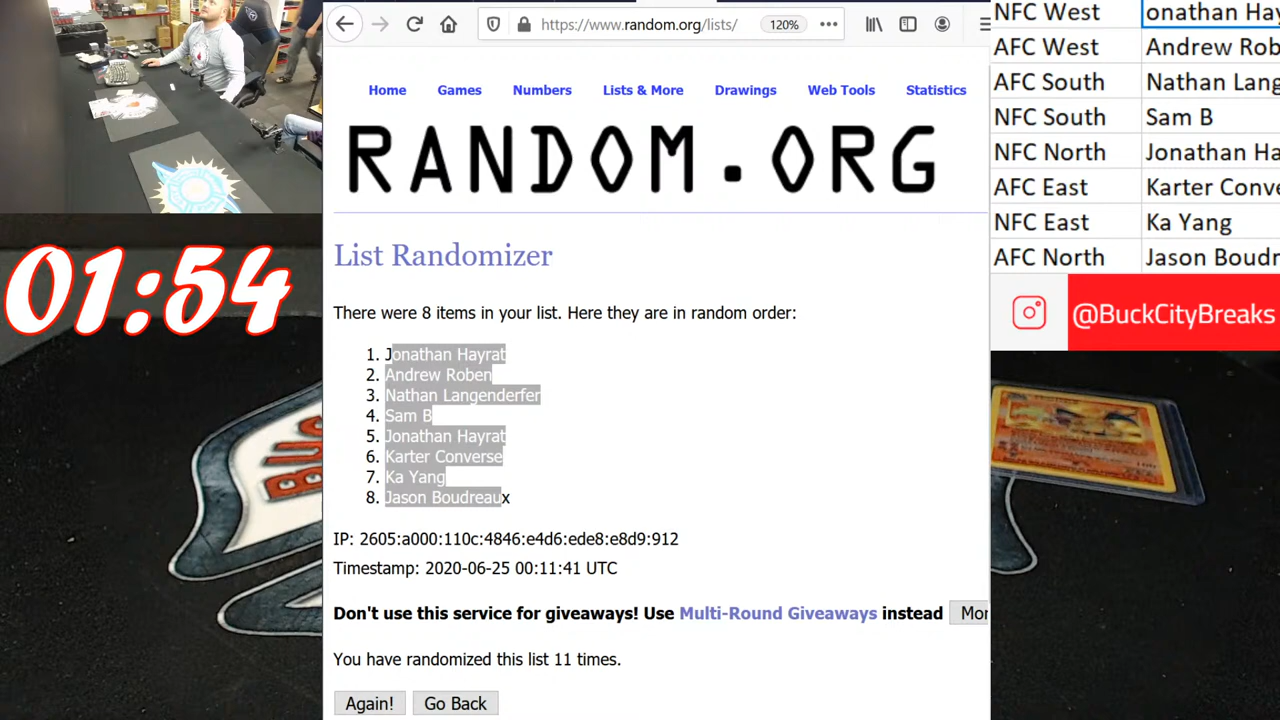 https://www.random.org/lists/
120%
Home Games Numbers Lists & More Drawings Web Tools Statistics
RANDOM.ORG
List Randomizer
There were 8 items in your list. Here they are in random order:
1. Jonathan Hayrat
2. Andrew Roben
3. Nathan Langenderfer
4. Sam B
5. Jonathan Hayrat
6. Karter Converse
7. Ka Yang
8. Jason Boudreaux
IP: 2605:a000:110c:4846:e4d6:ede8:e8d9:912
Timestamp: 2020-06-25 00:11:41 UTC
Don't use this service for giveaways! Use Multi-Round Giveaways instead Mor
You have randomized this list 11 times.
Again! Go Back
NFC West onathan Hay
AFC West Andrew Rob
AFC South Nathan Lang
NFC South Sam B
NFC North Jonathan Ha
AFC East Karter Conve
NFC East Ka Yang
AFC North Jason Boudr
@BuckCityBreaks
01:54
BUC